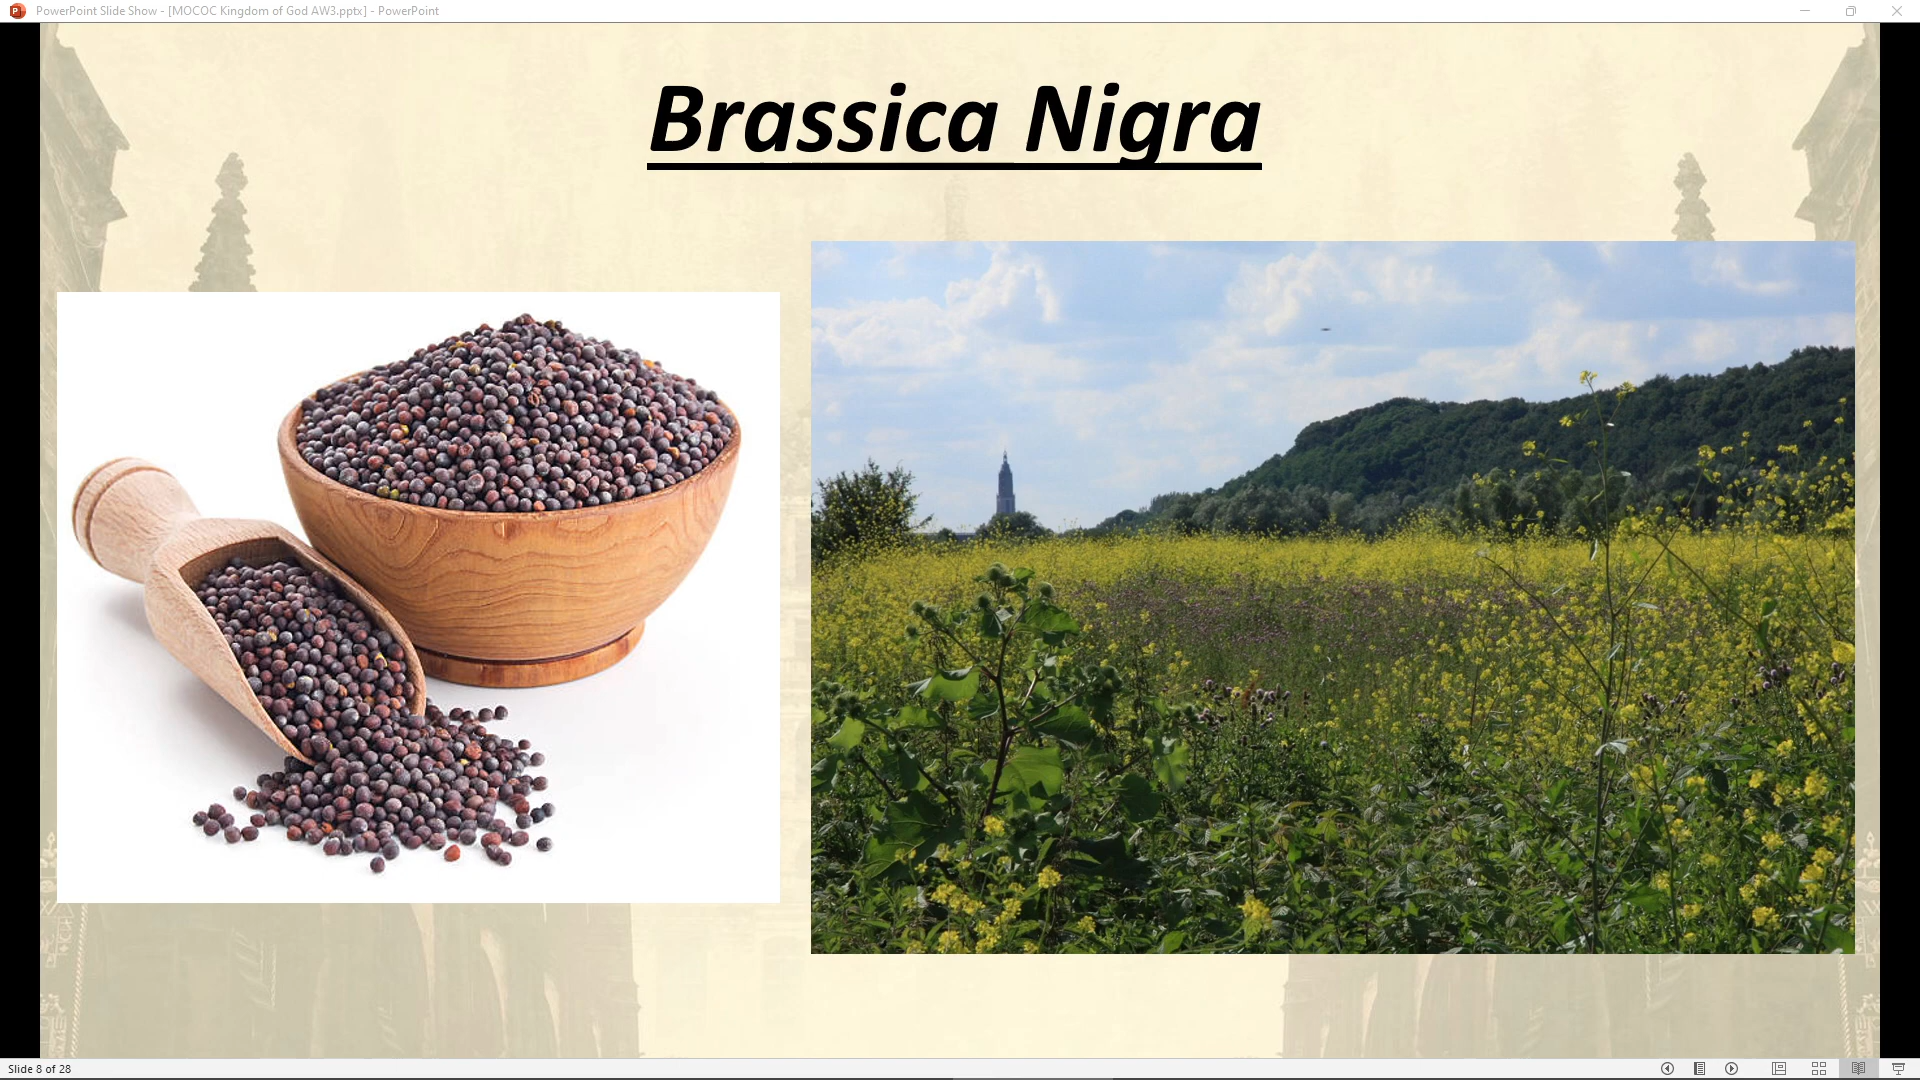 PowerPoint Slide Show - [MOCOC Kingdom of God AW3.pptx] - PowerPoint
Brassica Nigra
Slide 8 of 28